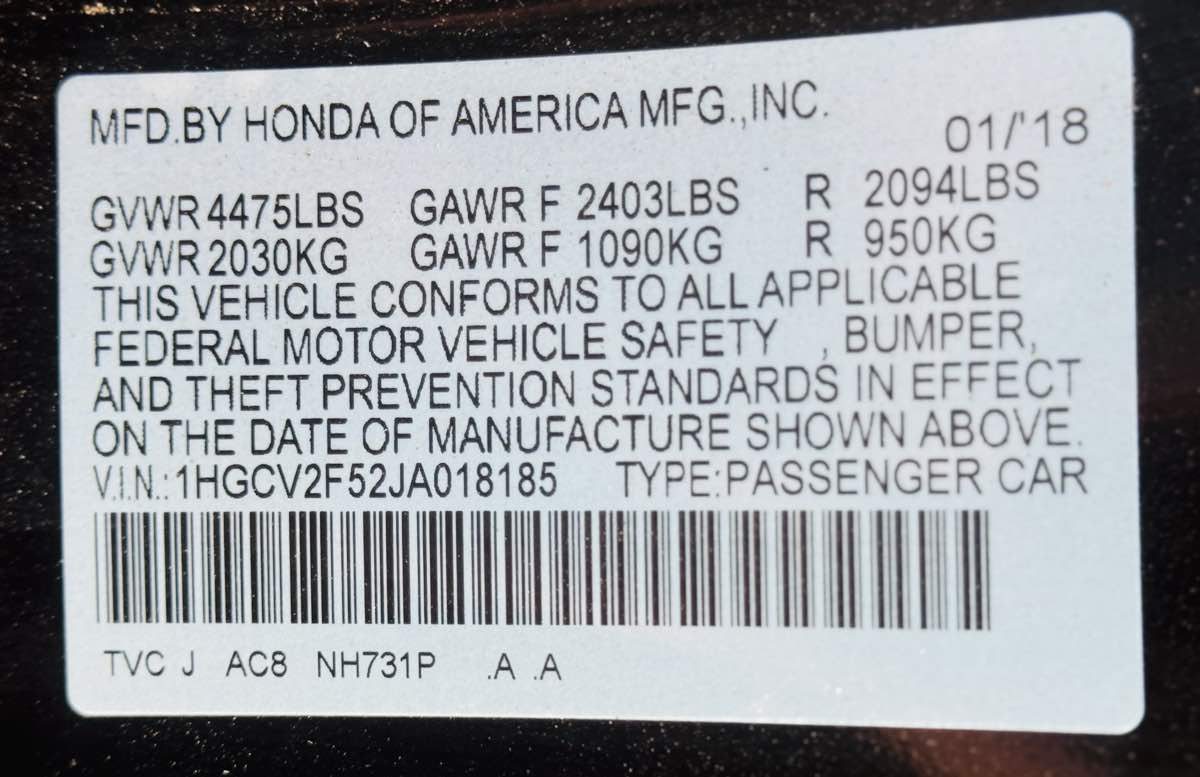 MFD.BY HONDA OF AMERICA MFG.,INC. 01/'18
GVWR 4475LBS GAWR F 2403LBS R 2094LBS
GVWR 2030KG GAWR F 1090KG R 950KG
THIS VEHICLE CONFORMS TO ALL APPLICABLE
FEDERAL MOTOR VEHICLE SAFETY , BUMPER,
AND THEFT PREVENTION STANDARDS IN EFFECT
ON THE DATE OF MANUFACTURE SHOWN ABOVE.
V.I.N.:1HGCV2F52JA018185 TYPE:PASSENGER CAR
TVC J AC8 NH731P .A .A